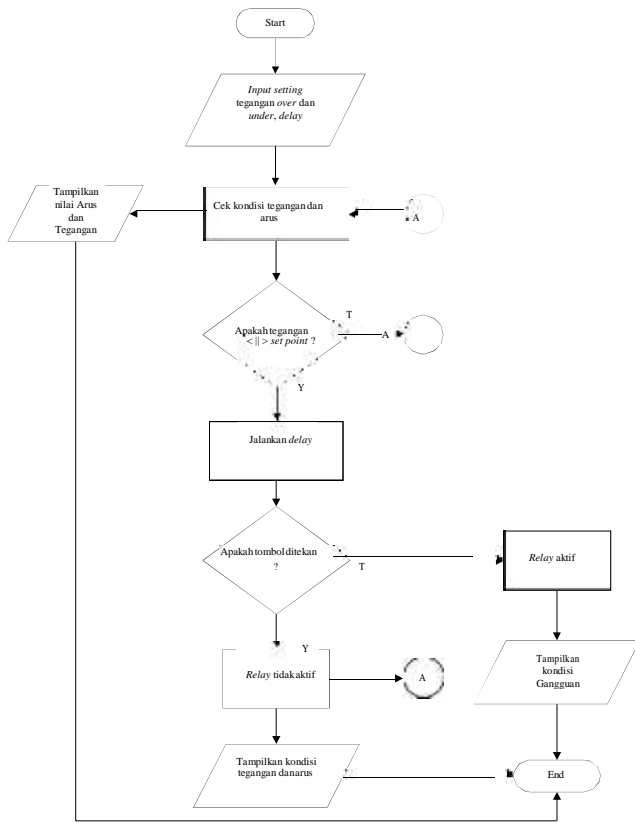 Start
Input setting
tegangan over dan
under, delay
Tampilkan
nilai Arus
dan
Tegangan
Cek kondisi tegangan dan
arus
A
Apakah tegangan
< || > set point ?
T
A
Y
Jalankan delay
Apakah tombol ditekan
?
T
Relay aktif
Y
Relay tidak aktif
A
Tampilkan
kondisi
Gangguan
Tampilkan kondisi
tegangan danarus
End